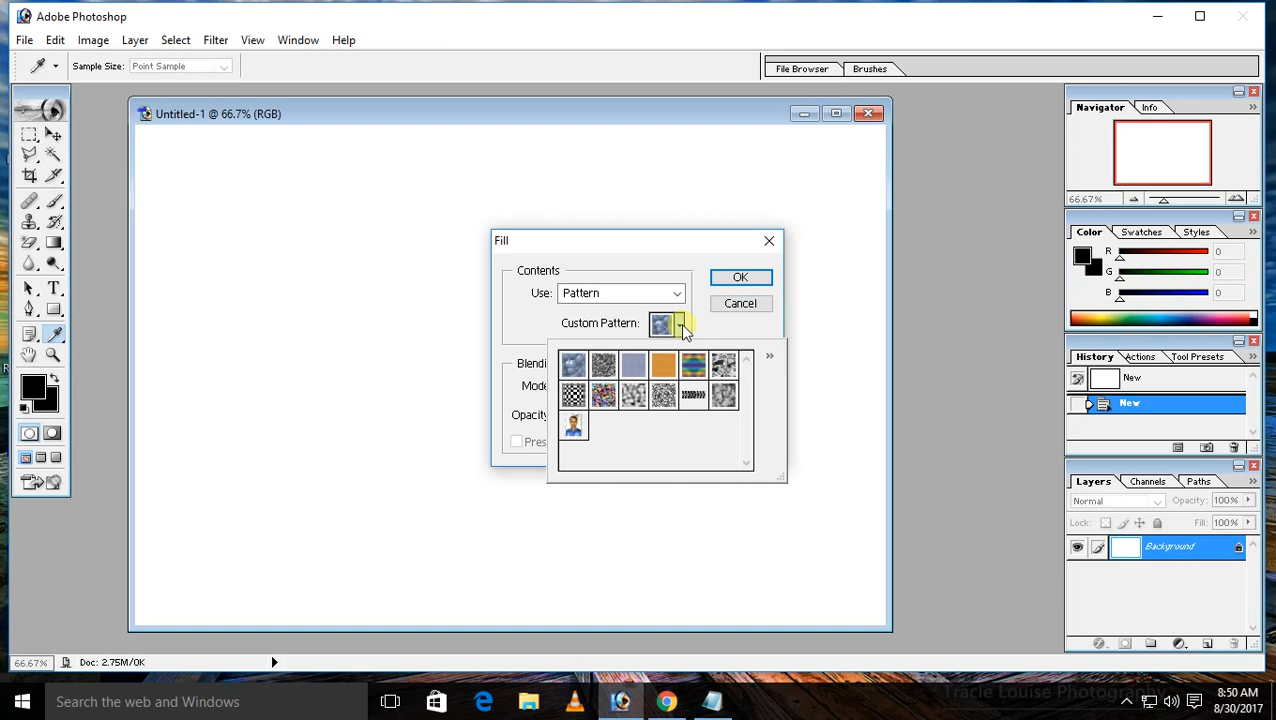 Adobe Photoshop
File Edit Image Layer Select Filter View Window Help
Sample Size: Point Sample
File Browser Brushes
Untitled-1 @ 66.7% (RGB)
Navigator Info
66.67%
Color Swatches Styles
R 0
G 0
B 0
History Actions Tool Presets
New
New
Layers Channels Paths
Normal Opacity: 100%
Lock: Fill: 100%
Background
Fill
Contents
Use: Pattern
Custom Pattern:
OK
Cancel
Blendin
Mode
Opacity
Pres
66.67% Doc: 2.75M/0K
Search the web and Windows
Tracie Louise Photography
8:50 AM
8/30/2017